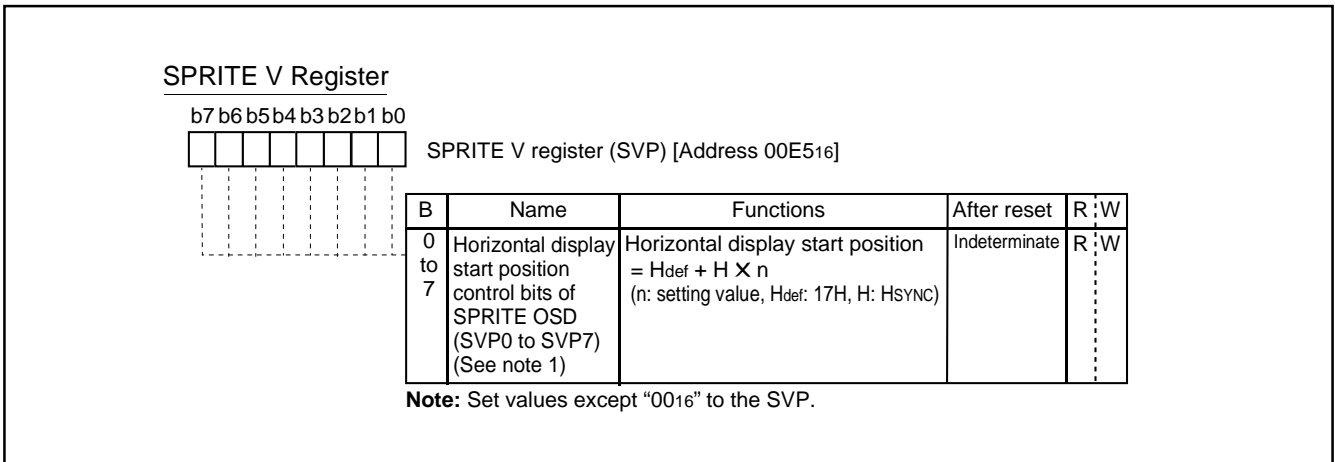 SPRITE V Register
b7 b6 b5 b4 b3 b2 b1 b0
SPRITE V register (SVP) [Address 00E516]
B Name Functions After reset R W
0 to 7
Horizontal display
start position
control bits of
SPRITE OSD
(SVP0 to SVP7)
(See note 1)
Horizontal display start position
= Hdef + H X n
(n: setting value, Hdef: 17H, H: HSYNC)
Indeterminate
R W
Note: Set values except “0016” to the SVP.